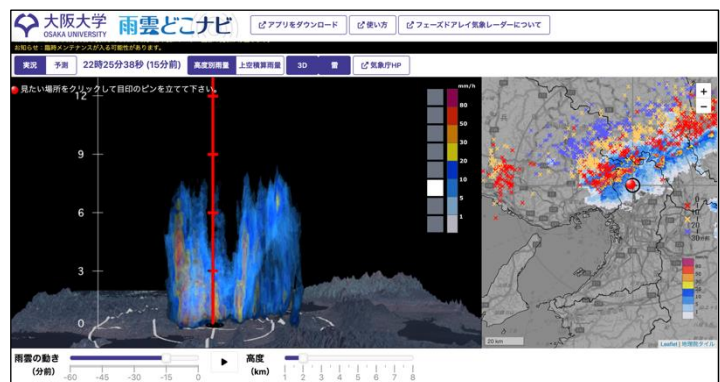 大阪大学
OSAKA UNIVERSITY
雨雲どこナビ
アプリをダウンロード
使い方
フェーズドアレイ気象レーダーについて
お知らせ：臨時メンテナンスが入る可能性があります。
実況
予測
22時25分38秒 (15分前)
高度別雨量
上空積算雨量
3D
雷
気象庁HP
見たい場所をクリックして目印のピンを立てて下さい。
12
9
6
3
0
mm/h
80
50
30
20
10
5
1
+
−
20 km
Leaflet | 地理院タイル
雨雲の動き
(分前)
-60 -45 -30 -15 0
高度
(km)
1 2 3 4 5 6 7 8